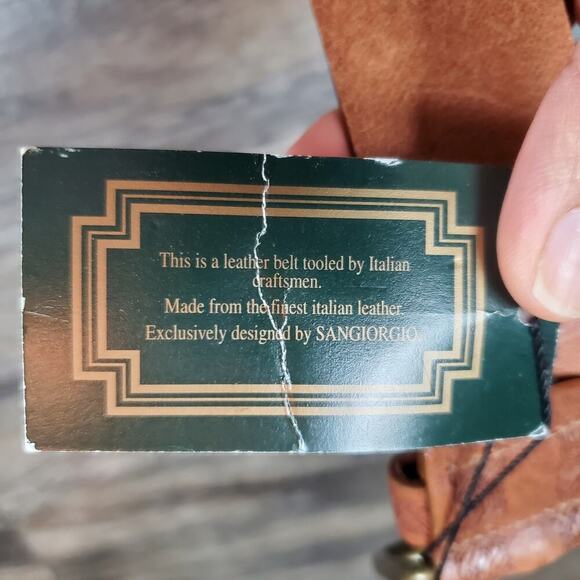 This is a leather belt tooled by Italian
craftsmen.
Made from the finest italian leather.
Exclusively designed by SANGIORGIO.